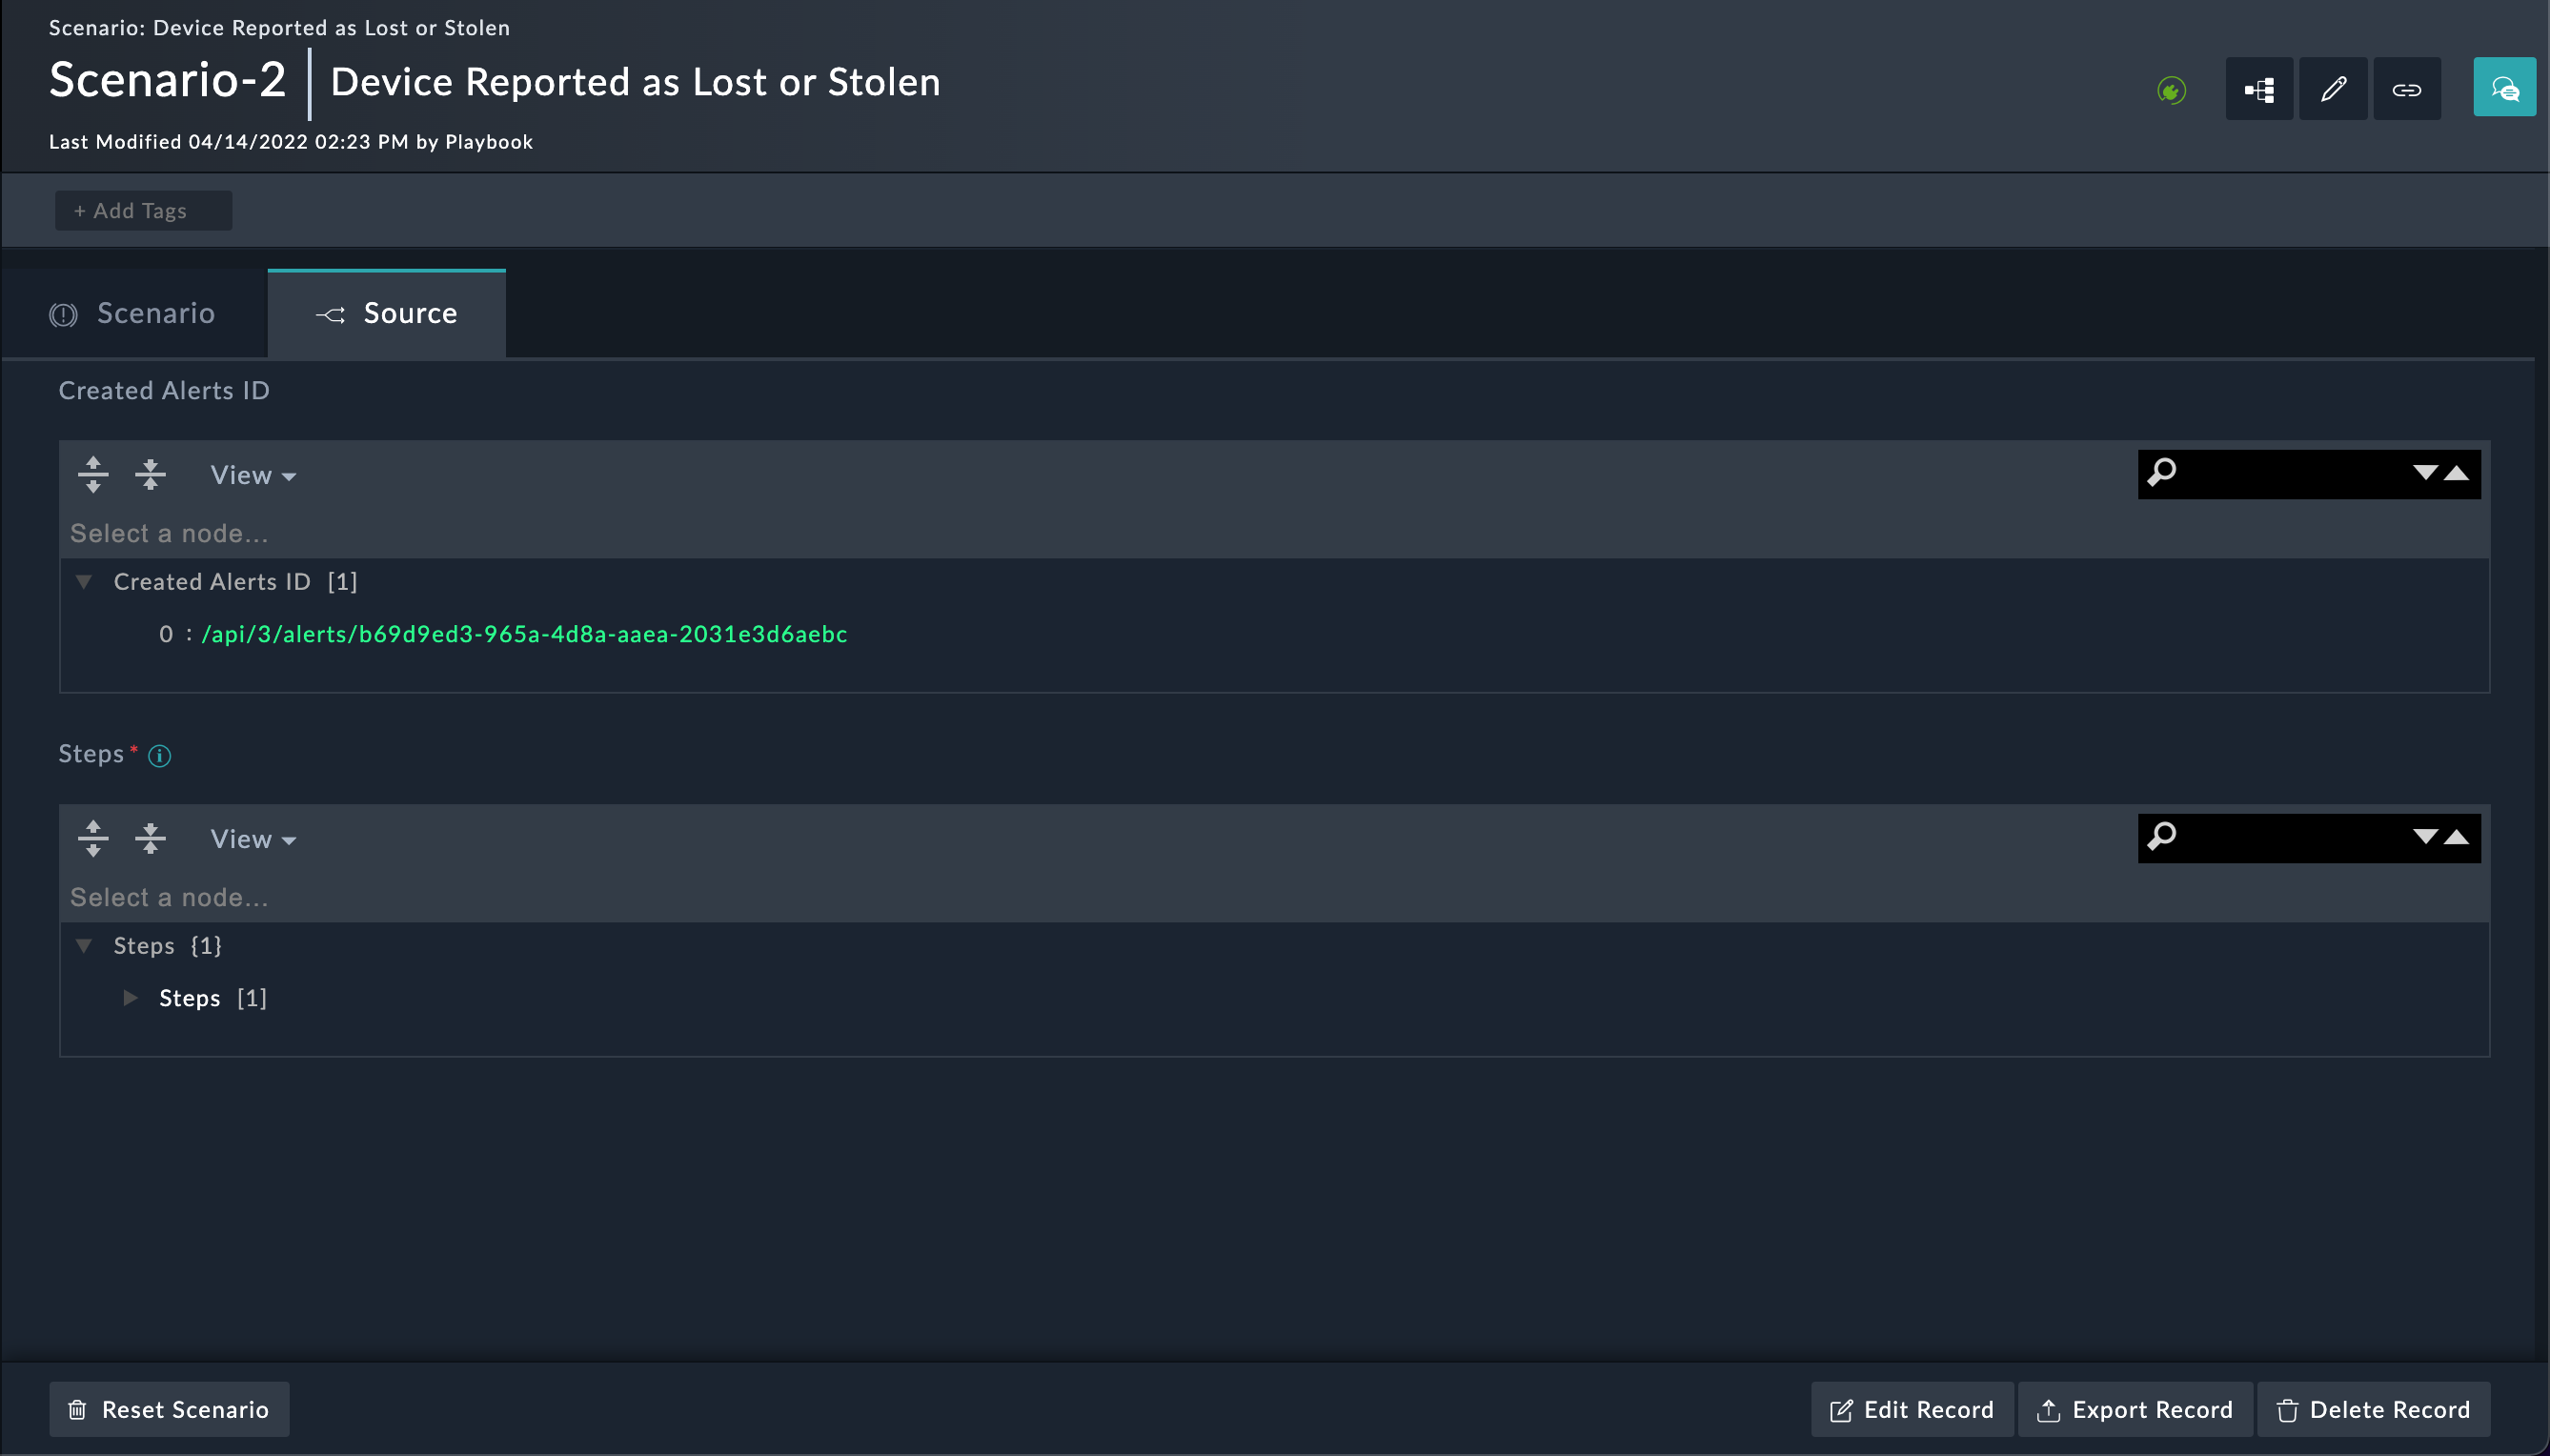 Scenario: Device Reported as Lost or Stolen
Scenario-2 Device Reported as Lost or Stolen
Last Modified 04/14/2022 02:23 PM by Playbook
+ Add Tags
Scenario
Source
Created Alerts ID
View
Select a node...
Created Alerts ID [1]
0 : /api/3/alerts/b69d9ed3-965a-4d8a-aaea-2031e3d6aebc
Steps *
View
Select a node...
Steps {1}
Steps [1]
Reset Scenario
Edit Record
Export Record
Delete Record